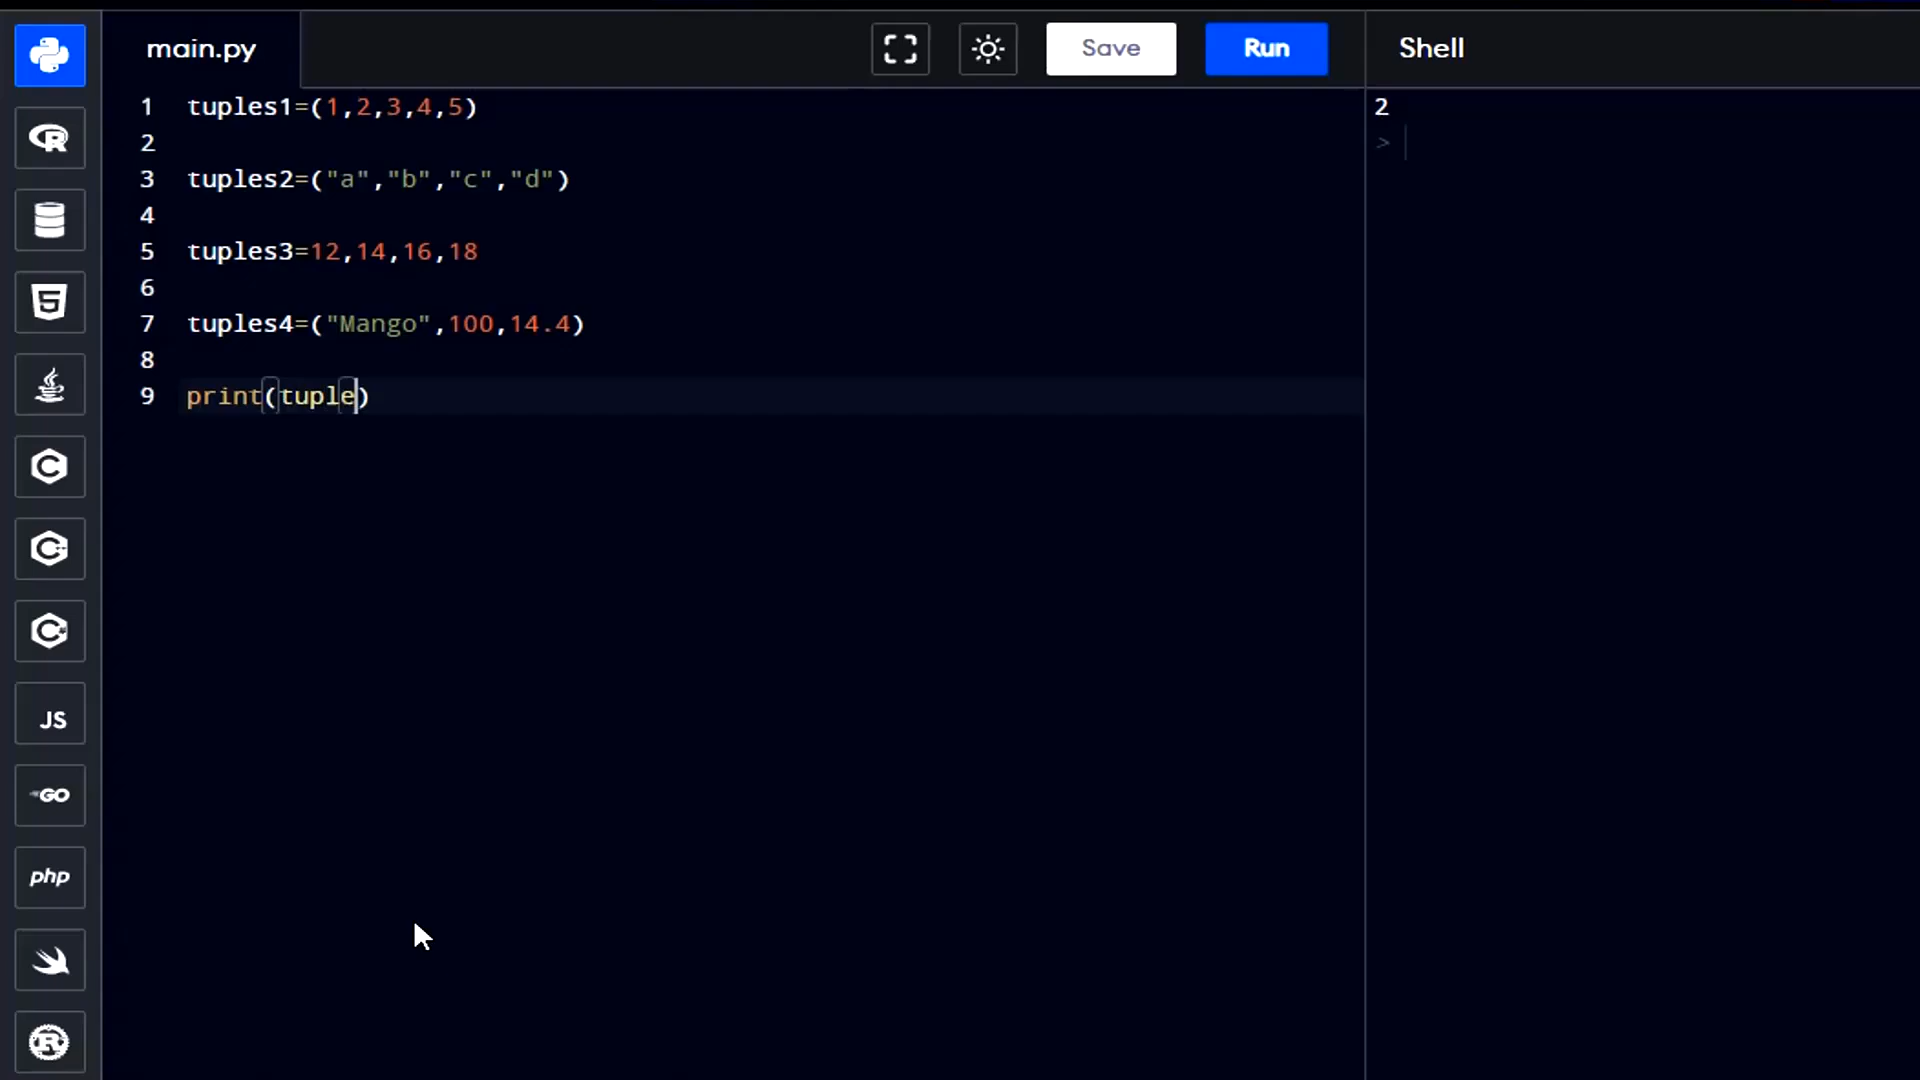 main.py
Save
Run
Shell
1 tuples1=(1,2,3,4,5)
2
3 tuples2=("a","b","c","d")
4
5 tuples3=12,14,16,18
6
7 tuples4=("Mango",100,14.4)
8
9 print(tuple)
2
>
R
5
C
C
C
JS
GO
php
R